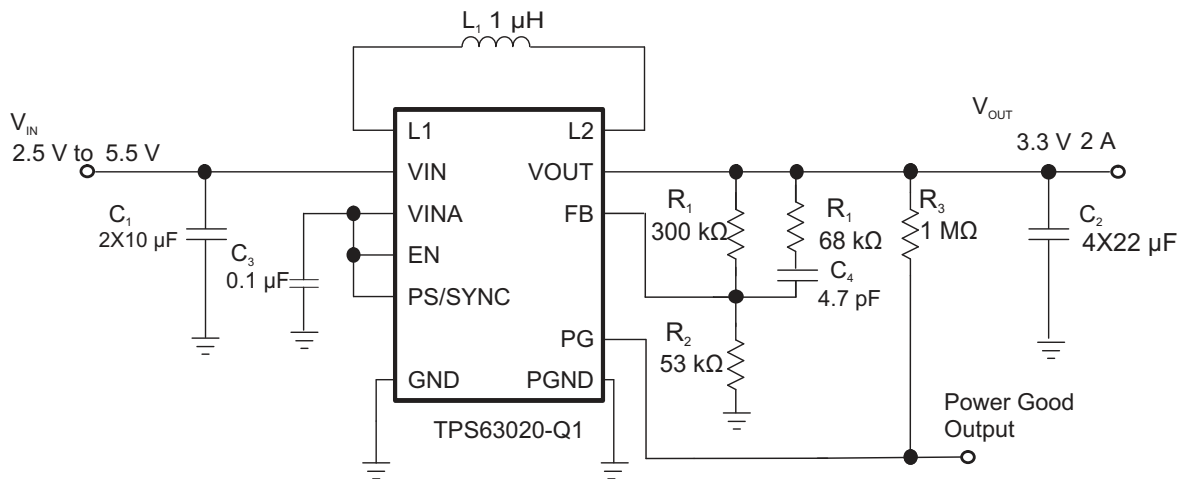 L₁ 1 µH
V_IN
2.5 V to 5.5 V
V_OUT
3.3 V 2 A
L1
L2
VIN
VOUT
VINA
FB
EN
PS/SYNC
PG
GND
PGND
TPS63020-Q1
C₁
2X10 µF
C₃
0.1 µF
R₁
300 kΩ
R₁
68 kΩ
C₄
4.7 pF
R₂
53 kΩ
R₃
1 MΩ
C₂
4X22 µF
Power Good
Output